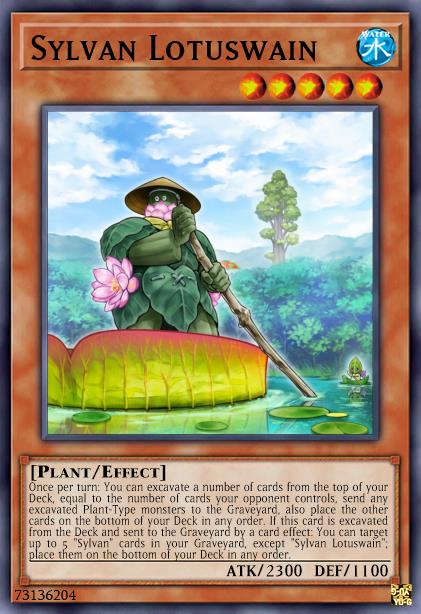 Sylvan Lotuswain
WATER
水
[Plant/Effect]
Once per turn: You can excavate a number of cards from the top of your
Deck, equal to the number of cards your opponent controls, send any
excavated Plant-Type monsters to the Graveyard, also place the other
cards on the bottom of your Deck in any order. If this card is excavated
from the Deck and sent to the Graveyard by a card effect: You can target
up to 5 "Sylvan" cards in your Graveyard, except "Sylvan Lotuswain";
place them on the bottom of your Deck in any order.
ATK/2300 DEF/1100
73136204